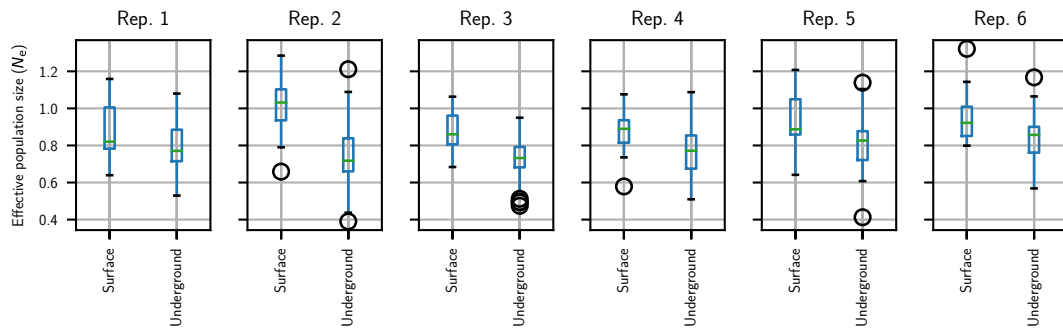 Rep. 1
Rep. 2
Rep. 3
Rep. 4
Rep. 5
Rep. 6
Effective population size (Nₑ)
1.2
1.0
0.8
0.6
0.4
Surface
Underground
Surface
Underground
Surface
Underground
Surface
Underground
Surface
Underground
Surface
Underground